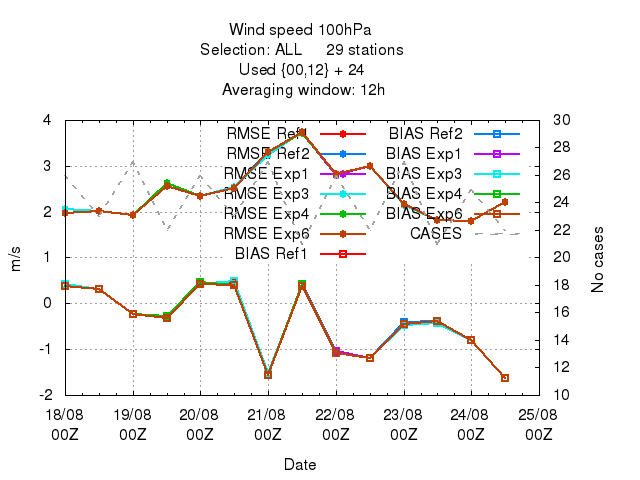 Wind speed 100hPa
Selection: ALL 29 stations
Used {00,12} + 24
Averaging window: 12h
4 30
RMSE Ref1 BIAS Ref2
28
RMSE Ref2 BIAS Exp1
3
RMSE Exp1 BIAS Exp3
26
RMSE Exp3 BIAS Exp4
24
2
RMSE Exp4 BIAS Exp6
22
RMSE Exp6 CASES
1 20
BIAS Ref1
m/s
No cases
18
0
16
14
-1
12
-2 10
18/08 19/08 20/08 21/08 22/08 23/08 24/08 25/08
00Z 00Z 00Z 00Z 00Z 00Z 00Z 00Z
Date